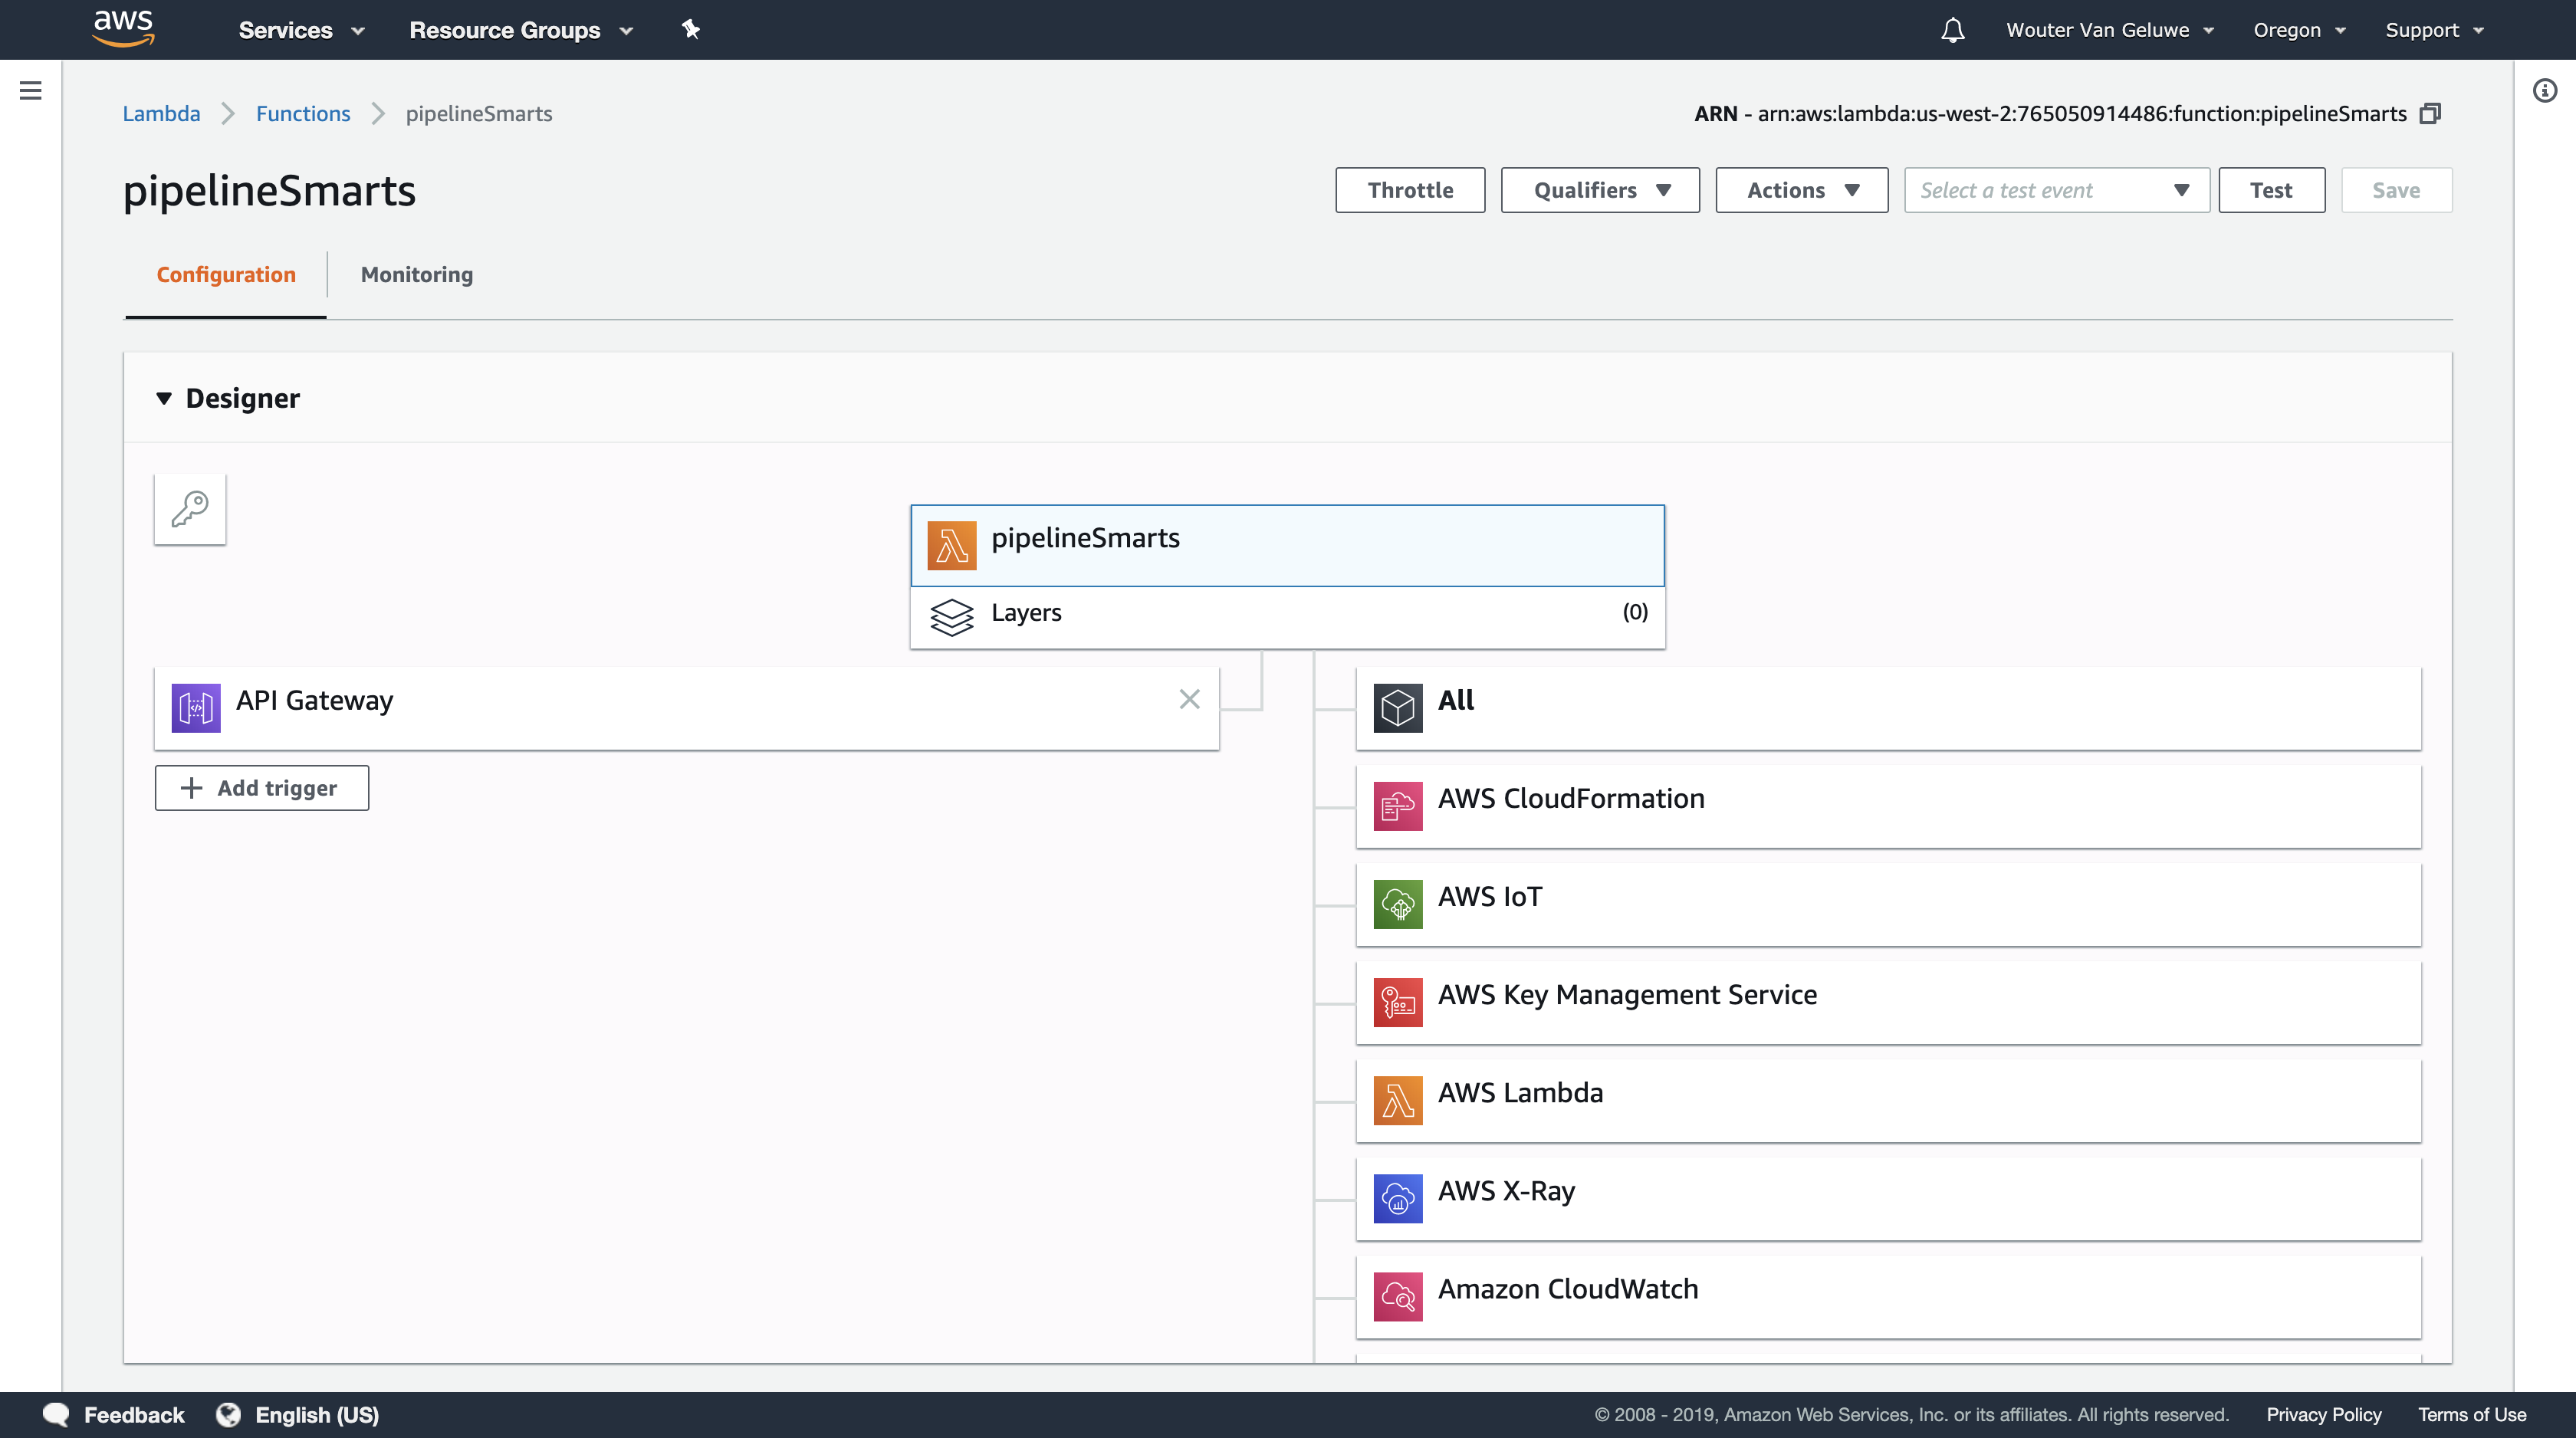 aws Services Resource Groups Wouter Van Geluwe Oregon Support
Lambda Functions pipelineSmarts ARN - arn:aws:lambda:us-west-2:765050914486:function:pipelineSmarts
pipelineSmarts Throttle Qualifiers Actions Select a test event Test Save
Configuration Monitoring
Designer
pipelineSmarts
Layers (0)
API Gateway
Add trigger
All
AWS CloudFormation
AWS IoT
AWS Key Management Service
AWS Lambda
AWS X-Ray
Amazon CloudWatch
Feedback English (US) © 2008 - 2019, Amazon Web Services, Inc. or its affiliates. All rights reserved. Privacy Policy Terms of Use